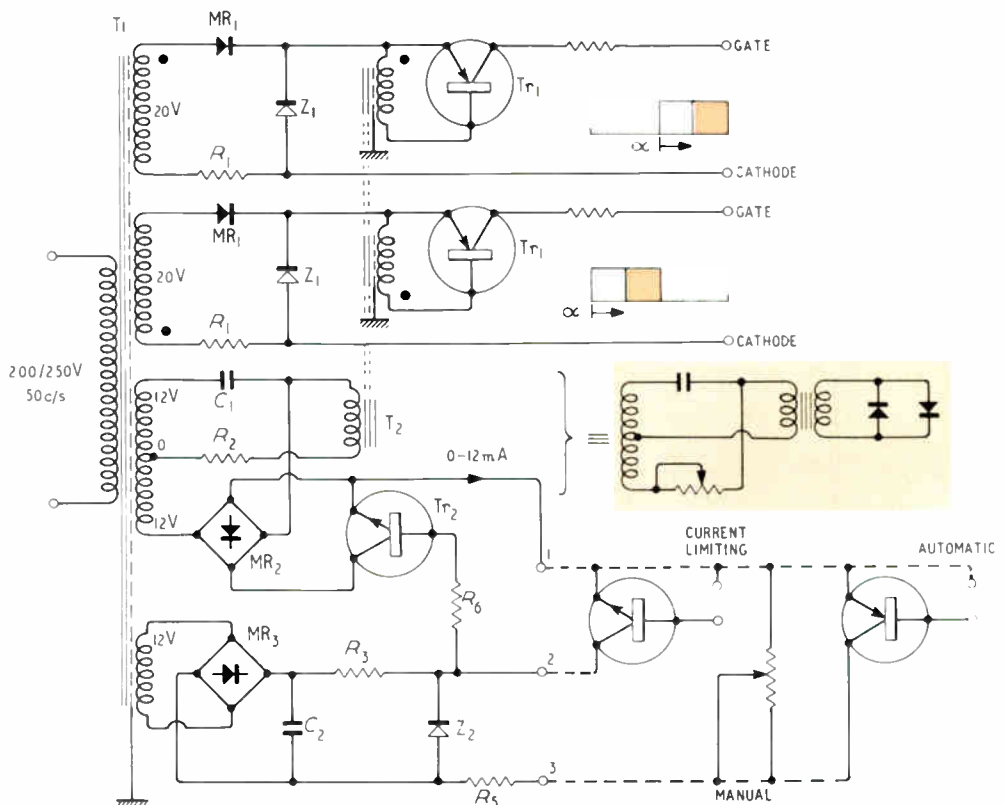 T1
MR1
20V
Z1
R1
Tr1
GATE
∝
CATHODE
MR1
20V
Z1
R1
Tr1
GATE
∝
CATHODE
200/250V
50c/s
12V
C1
0
R2
T2
12V
MR2
Tr2
0-12mA
≡
R6
1
CURRENT
LIMITING
AUTOMATIC
12V
MR3
R3
C2
Z2
2
R5
3
MANUAL